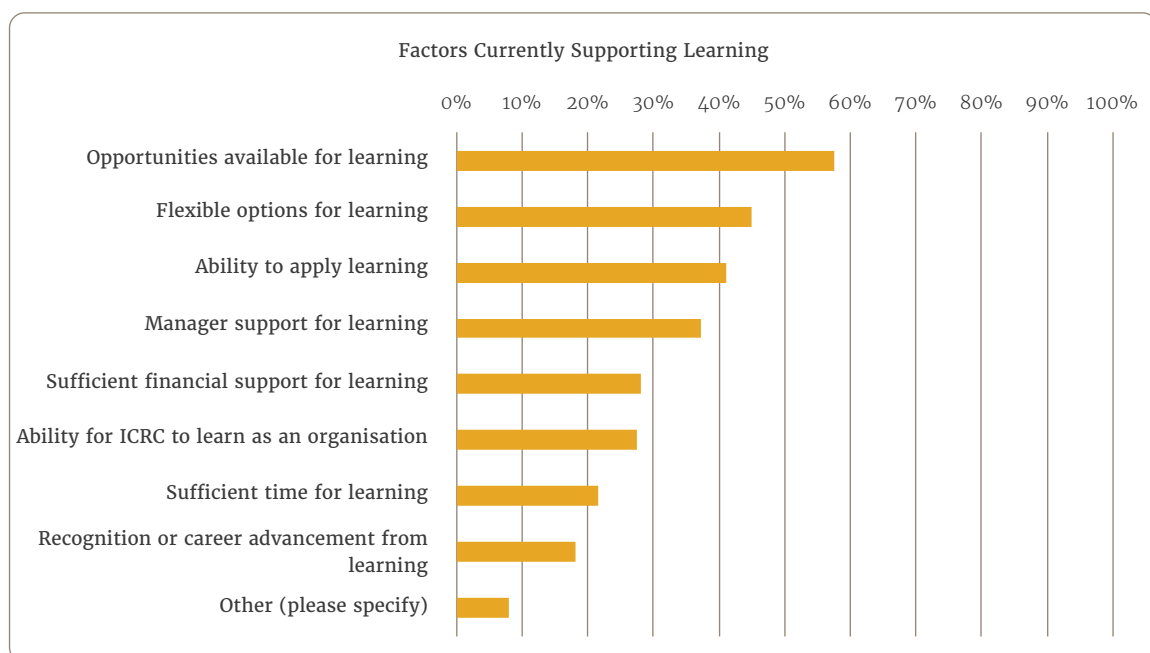 Factors Currently Supporting Learning
0% 10% 20% 30% 40% 50% 60% 70% 80% 90% 100%
Opportunities available for learning
Flexible options for learning
Ability to apply learning
Manager support for learning
Sufficient financial support for learning
Ability for ICRC to learn as an organisation
Sufficient time for learning
Recognition or career advancement from
learning
Other (please specify)